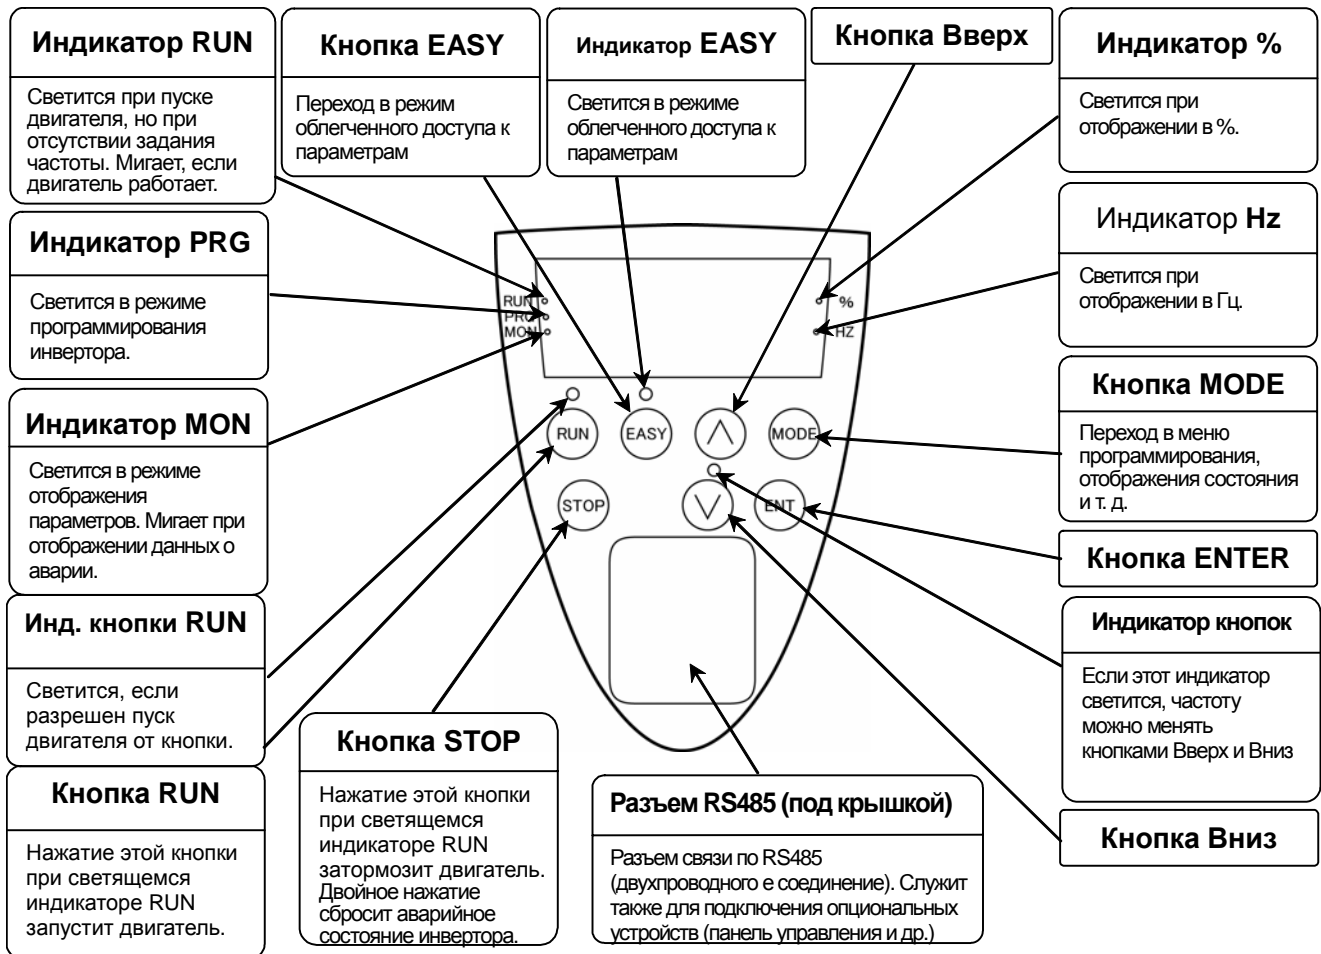 Индикатор RUN
Светится при пуске
двигателя, но при
отсутствии задания
частоты. Мигает, если
двигатель работает.
Кнопка EASY
Переход в режим
облегченного доступа к
параметрам
Индикатор EASY
Светится в режиме
облегченного доступа к
параметрам
Кнопка Вверх
Индикатор %
Светится при
отображении в %.
Индикатор PRG
Светится в режиме
программирования
инвертора.
Индикатор Hz
Светится при
отображении в Гц.
Индикатор MON
Светится в режиме
отображения
параметров. Мигает при
отображении данных о
аварии.
Кнопка MODE
Переход в меню
программирования,
отображения состояния
и т. д.
RUN
PRG
MON
%
HZ
RUN
EASY
MODE
STOP
ENT
Кнопка ENTER
Инд. кнопки RUN
Светится, если
разрешен пуск
двигателя от кнопки.
Индикатор кнопок
Если этот индикатор
светится, частоту
можно менять
кнопками Вверх и Вниз
Кнопка RUN
Нажатие этой кнопки
при светящемся
индикаторе RUN
запустит двигатель.
Кнопка STOP
Нажатие этой кнопки
при светящемся
индикаторе RUN
затормозит двигатель.
Двойное нажатие
сбросит аварийное
состояние инвертора.
Разъем RS485 (под крышкой)
Разъем связи по RS485
(двухпроводного е соединение). Служит
также для подключения опциональных
устройств (панель управления и др.)
Кнопка Вниз